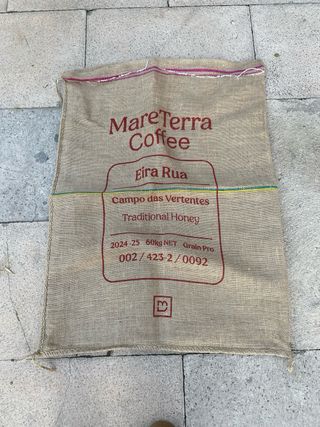 MareTerra
Coffee
Eira Rua
Campo das Vertentes
Traditional Honey
2024-25 60kg NET Grain Pro
002 / 423-2 / 0092